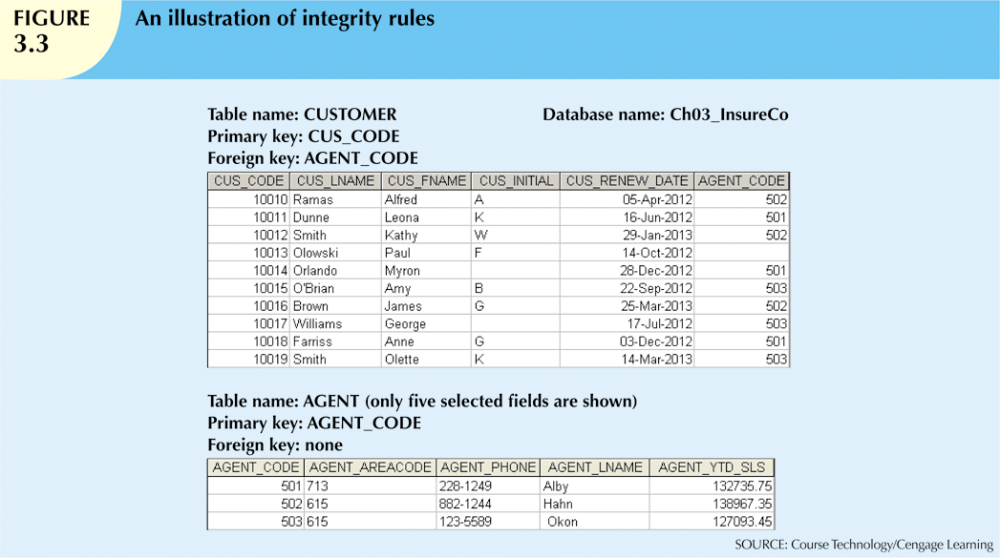 FIGURE
3.3
An illustration of integrity rules
Table name: CUSTOMER Database name: Ch03_InsureCo
Primary key: CUS_CODE
Foreign key: AGENT_CODE
CUS_CODE CUS_LNAME CUS_FNAME CUS_INITIAL CUS_RENEW_DATE AGENT_CODE
10010 Ramas Alfred A 05-Apr-2012 502
10011 Dunne Leona K 16-Jun-2012 501
10012 Smith Kathy W 29-Jan-2013 502
10013 Olowski Paul F 14-Oct-2012
10014 Orlando Myron 28-Dec-2012 501
10015 O'Brian Amy B 22-Sep-2012 503
10016 Brown James G 25-Mar-2013 502
10017 Williams George 17-Jul-2012 503
10018 Farriss Anne G 03-Dec-2012 501
10019 Smith Olette K 14-Mar-2013 503
Table name: AGENT (only five selected fields are shown)
Primary key: AGENT_CODE
Foreign key: none
AGENT_CODE AGENT_AREACODE AGENT_PHONE AGENT_LNAME AGENT_YTD_SLS
501 713 228-1249 Alby 132735.75
502 615 882-1244 Hahn 138967.35
503 615 123-5589 Okon 127093.45
SOURCE: Course Technology/Cengage Learning